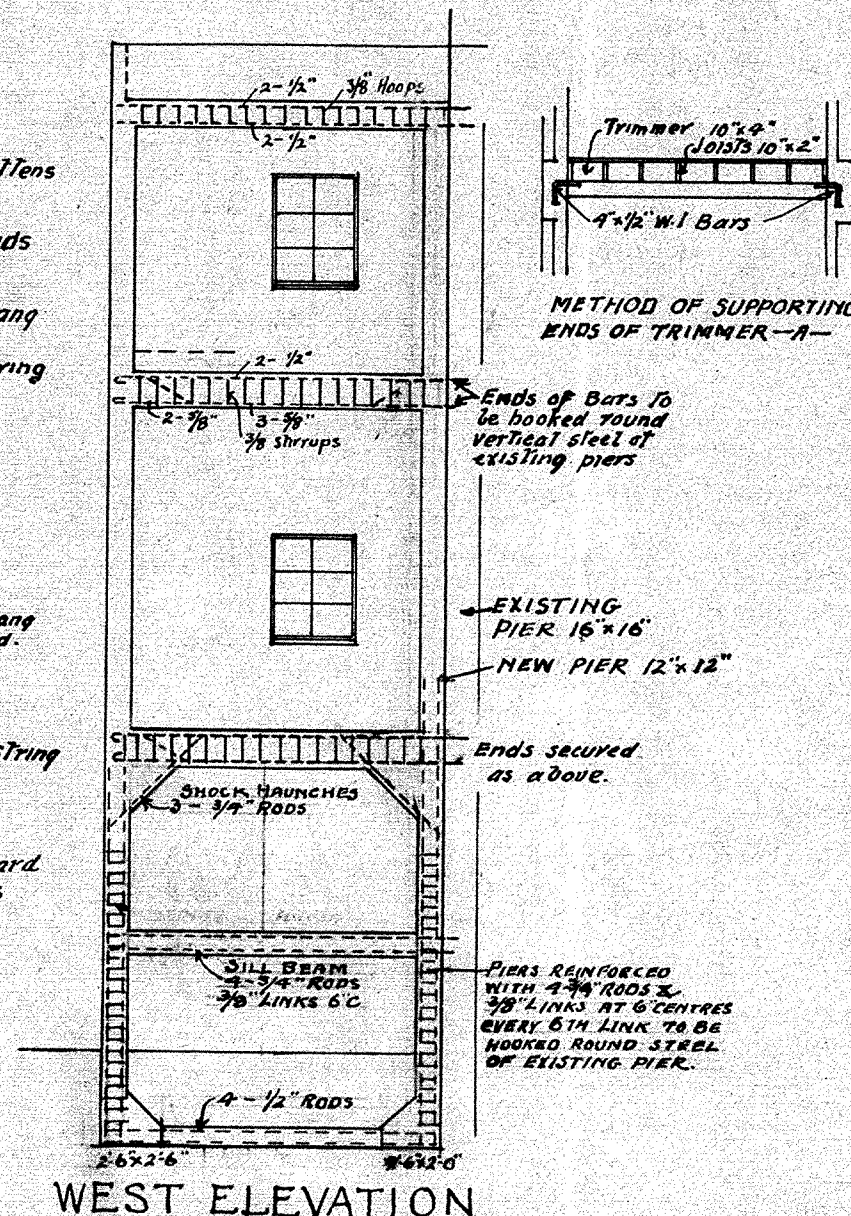 2-½" 3/8" HOOPS
2-½"
Trimmer 10"x4"
JOISTS 10"x2"
4"x½" W.I Bars
METHOD OF SUPPORTING
ENDS OF TRIMMER—A—
2-½"
2-5/8" 3-5/8"
3/8 stirrups
Ends of Bars to
be hooked round
vertical steel of
existing piers
EXISTING
PIER 16"x16"
NEW PIER 12"x12"
Ends secured
as above.
SHOCK HAUNCHES
3-¾" RODS
SILL BEAM
4-¾" RODS
3/8" LINKS 6"C
PIERS REINFORCED
WITH 4-¾" RODS &
3/8" LINKS AT 6"CENTRES
EVERY 6TH LINK TO BE
HOOKED ROUND STEEL
OF EXISTING PIER.
4-½" RODS
2'-6"x2'-6"
WEST ELEVATION
ttens
ds
ang
ring
ang
d.
string
ard
s